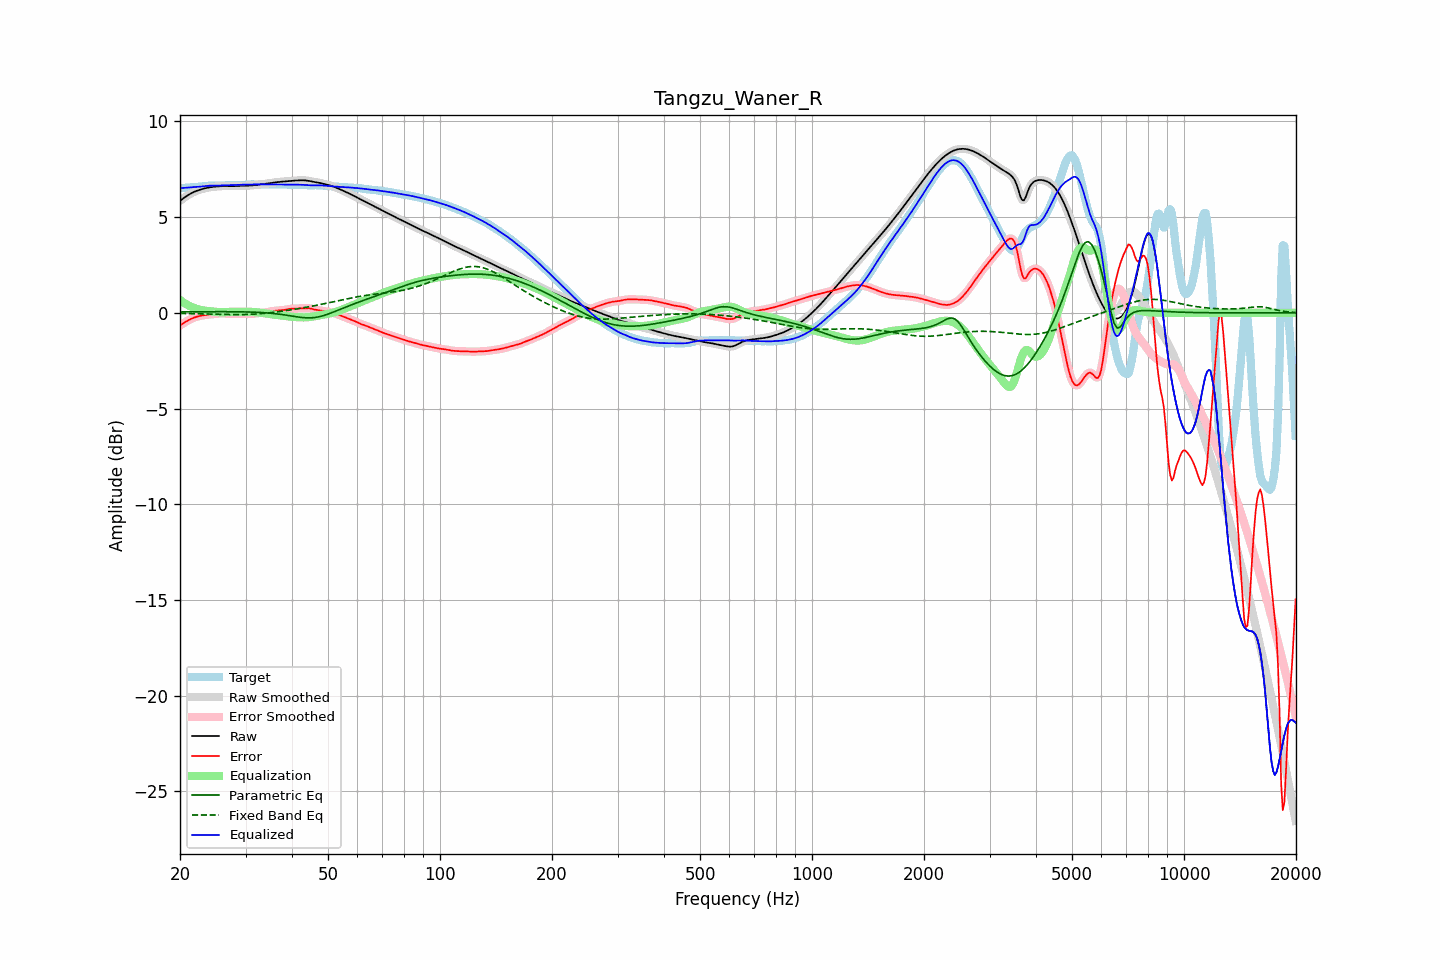 Tangzu_Waner_R
10
5
0
−5
−10
−15
−20
−25
Amplitude (dBr)
Target
Raw Smoothed
Error Smoothed
Raw
Error
Equalization
Parametric Eq
Fixed Band Eq
Equalized
20 50 100 200 500 1000 2000 5000 10000 20000
Frequency (Hz)